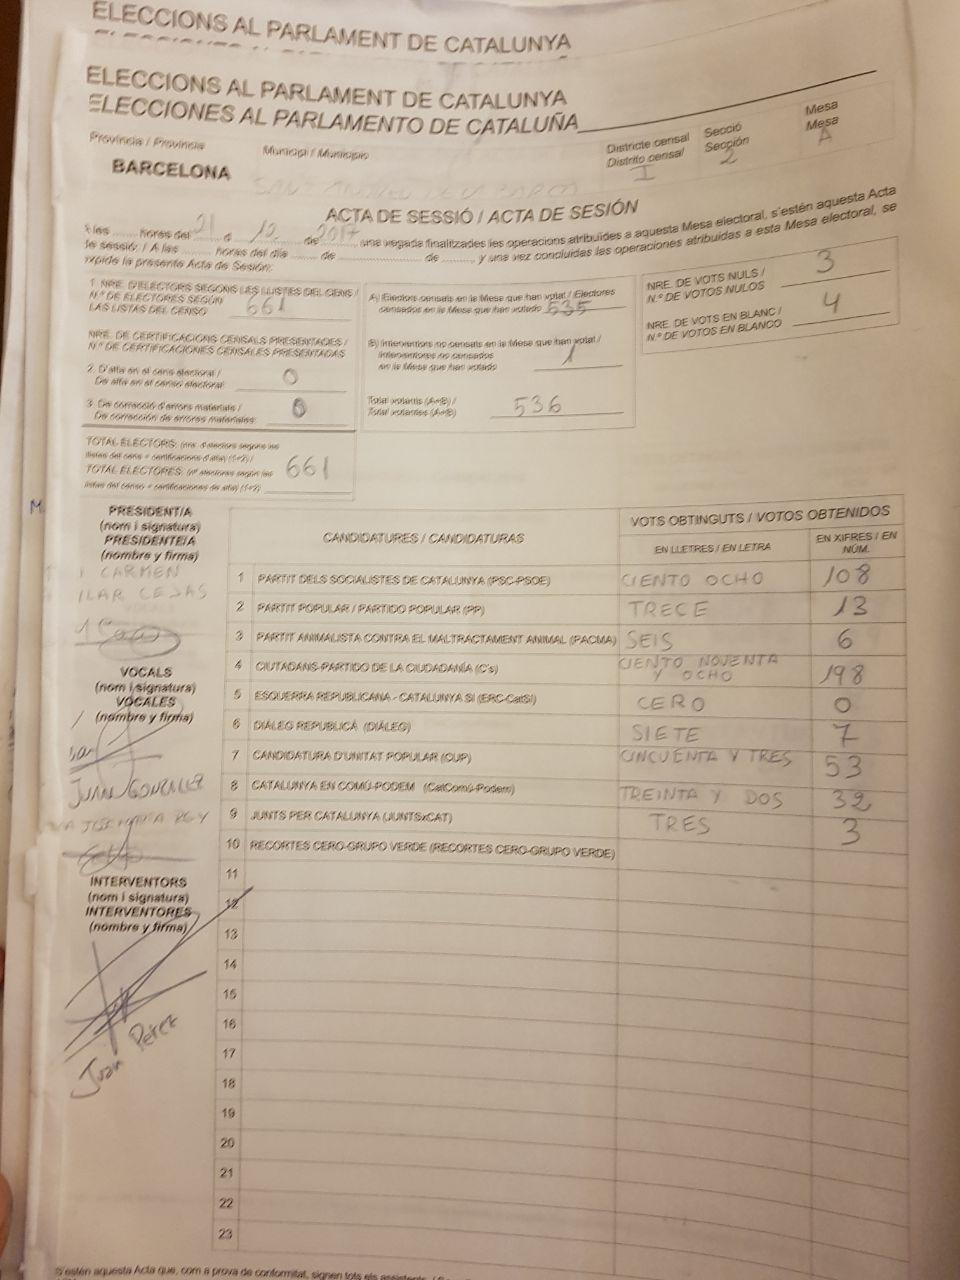 ELECCIONS AL PARLAMENT DE CATALUNYA
ELECCIONS AL PARLAMENT DE CATALUNYA
ELECCIONES AL PARLAMENTO DE CATALUÑA
Província / Provincia
Municipi / Municipio
Districte censal
Distrito censal
I
Secció
Sección
2
Mesa
Mesa
A
BARCELONA
SANT ANDREU DE LA BARCA
ACTA DE SESSIÓ / ACTA DE SESIÓN
A les ........ hores del 21 d 12 de 2017, una vegada finalitzades les operacions atribuïdes a aquesta Mesa electoral, s'estén aquesta Acta
de sessió / A las ........ horas del día ........ de ........ de ........, y una vez concluidas las operaciones atribuidas a esta Mesa electoral, se
expide la presente Acta de Sesión:
1. NRE. D'ELECTORS SEGONS LES LLISTES DEL CENS /
N.º DE ELECTORES SEGÚN
LAS LISTAS DEL CENSO 661
NRE. DE CERTIFICACIONS CENSALS PRESENTADES /
N.º DE CERTIFICACIONES CENSALES PRESENTADAS
2. D'alta en el cens electoral /
De alta en el censo electoral: 0
3. De correcció d'errors materials /
De corrección de errores materiales: 0
TOTAL ELECTORS: (nre. d'electors segons les
llistes del cens + certificacions d'alta) (1+2) /
TOTAL ELECTORES: (nº electores según las
listas del censo + certificaciones de alta) (1+2) 661
A) Electors censats en la Mesa que han votat / Electores
censados en la Mesa que han votado 535
B) Interventors no censats en la Mesa que han votat /
Interventores no censados
en la Mesa que han votado 1
Total votants (A+B) /
Total votantes (A+B) 536
NRE. DE VOTS NULS /
N.º DE VOTOS NULOS 3
NRE. DE VOTS EN BLANC /
N.º DE VOTOS EN BLANCO 4
PRESIDENT/A
(nom i signatura)
PRESIDENTE/A
(nombre y firma)
CARMEN
CEJAS
VOCALS
(nom i signatura)
VOCALES
(nombre y firma)
JUAN GONZALEZ
JOSE MARIA REY
INTERVENTORS
(nom i signatura)
INTERVENTORES
(nombre y firma)
Juan Perez
CANDIDATURES / CANDIDATURAS
VOTS OBTINGUTS / VOTOS OBTENIDOS
EN LLETRES / EN LETRA
EN XIFRES / EN NÚM.
1 PARTIT DELS SOCIALISTES DE CATALUNYA (PSC-PSOE) CIENTO OCHO 108
2 PARTIT POPULAR / PARTIDO POPULAR (PP) TRECE 13
3 PARTIT ANIMALISTA CONTRA EL MALTRACTAMENT ANIMAL (PACMA) SEIS 6
4 CIUTADANS-PARTIDO DE LA CIUDADANÍA (C's) CIENTO NOVENTA Y OCHO 198
5 ESQUERRA REPUBLICANA - CATALUNYA SÍ (ERC-CatSí) CERO 0
6 DIÀLEG REPUBLICÀ (DIÀLEG) SIETE 7
7 CANDIDATURA D'UNITAT POPULAR (CUP) CINCUENTA Y TRES 53
8 CATALUNYA EN COMÚ-PODEM (CatComú-Podem) TREINTA Y DOS 32
9 JUNTS PER CATALUNYA (JUNTSxCAT) TRES 3
10 RECORTES CERO-GRUPO VERDE (RECORTES CERO-GRUPO VERDE)
11
12
13
14
15
16
17
18
19
20
21
22
23
S'estén aquesta Acta que, com a prova de conformitat, signen tots els assistents.